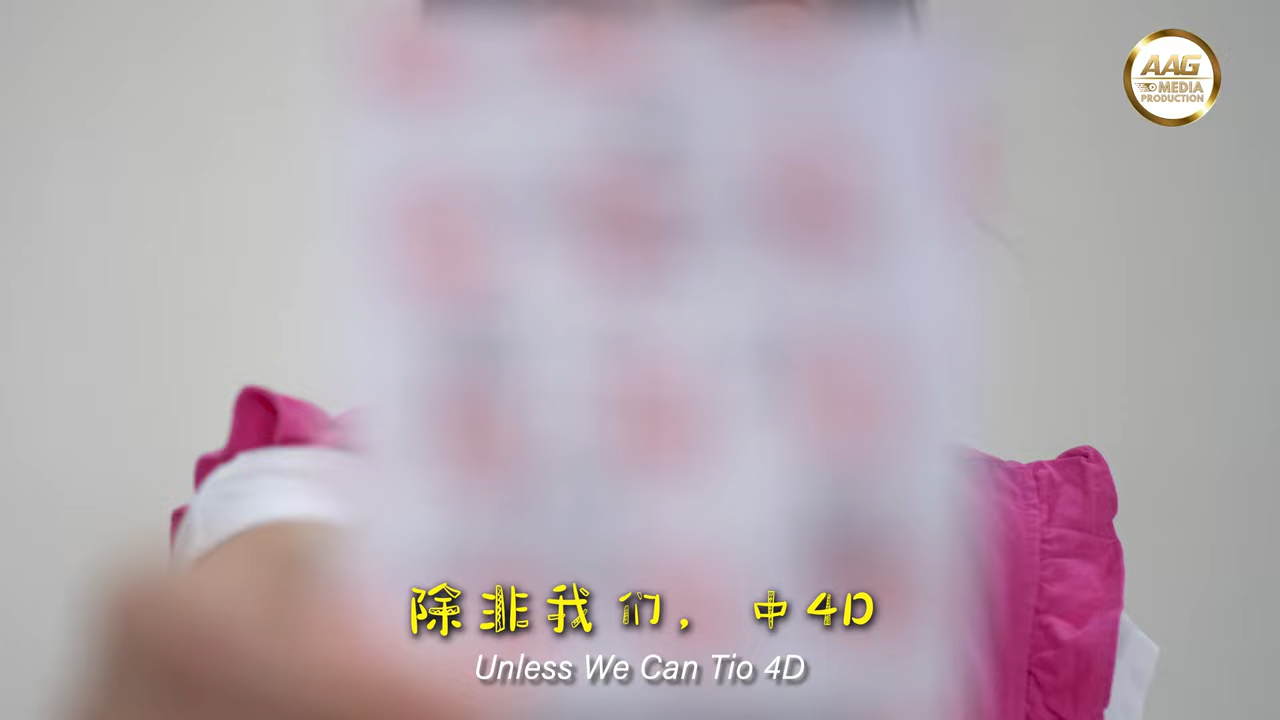 AAG
MEDIA
PRODUCTION
除非我们， 中4D
Unless We Can Tio 4D